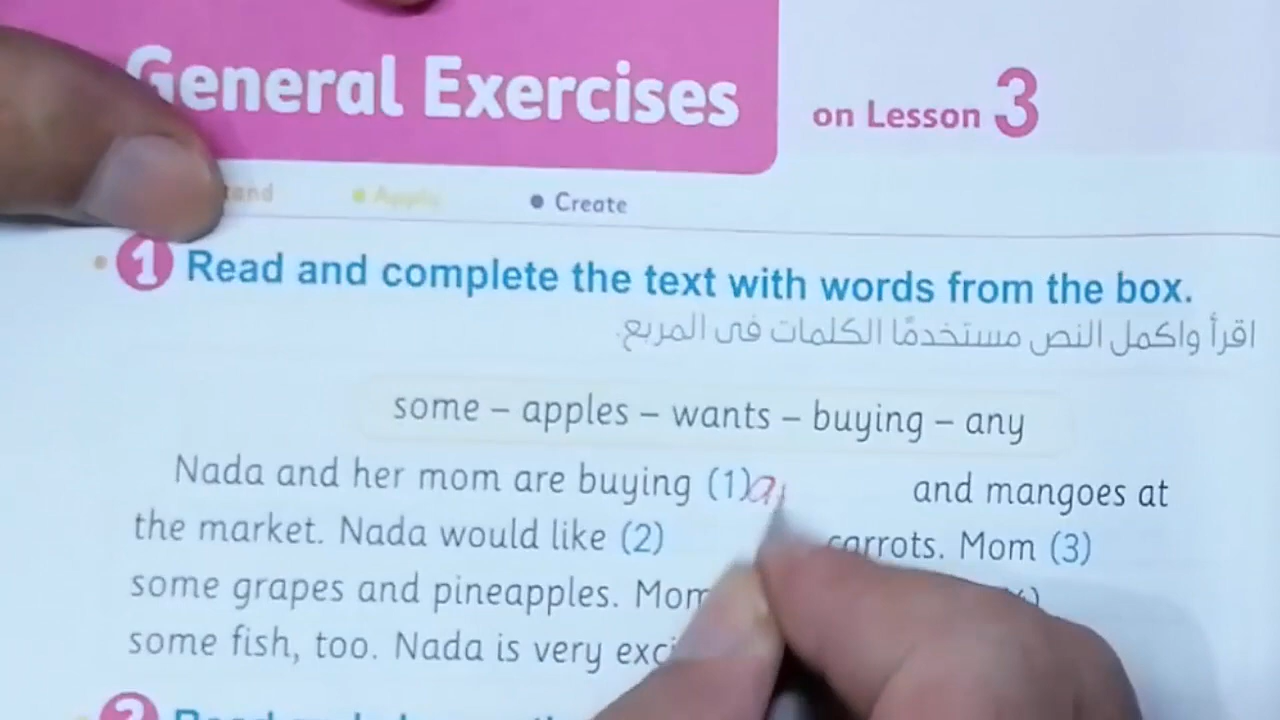 General Exercises
on Lesson 3
Create
1 Read and complete the text with words from the box.
اقرأ واكمل النص مستخدمًا الكلمات فى المربع.
some – apples – wants – buying – any
Nada and her mom are buying (1) and mangoes at
the market. Nada would like (2) carrots. Mom (3)
some grapes and pineapples. Mom
some fish, too. Nada is very
2